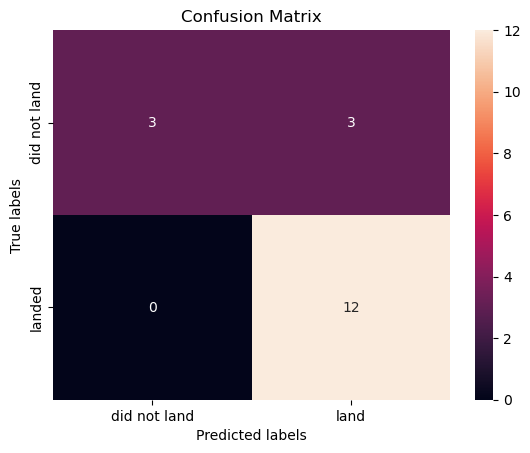 Confusion Matrix
True labels
did not land
landed
3
3
0
12
did not land
land
Predicted labels
12
10
8
6
4
2
0